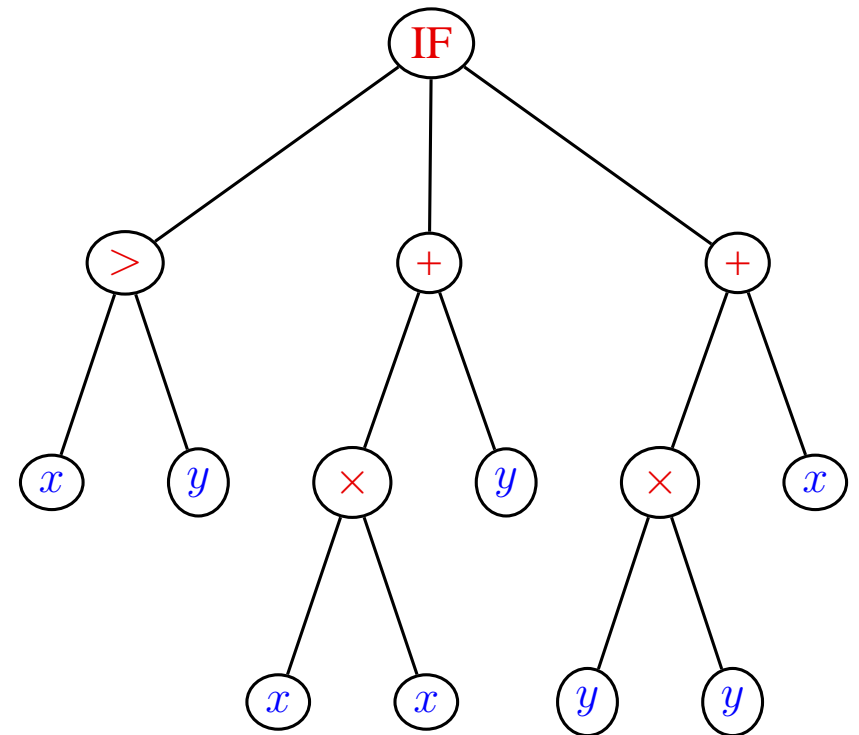 IF
> + +
x y × y × x
x x y y